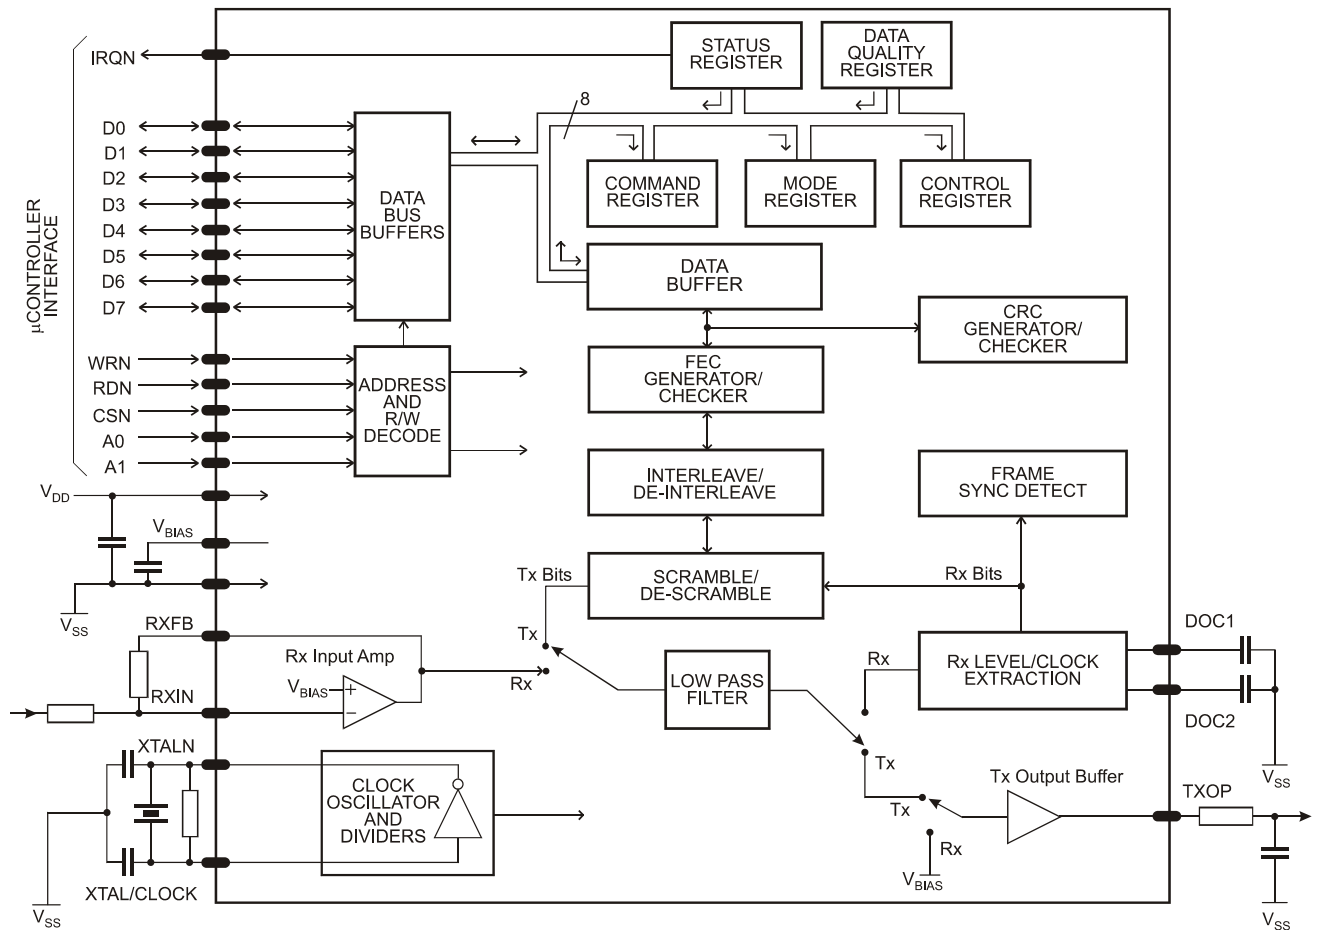 IRQN
STATUS
REGISTER
DATA
QUALITY
REGISTER
8
D0
D1
D2
D3
D4
D5
D6
D7
DATA
BUS
BUFFERS
COMMAND
REGISTER
MODE
REGISTER
CONTROL
REGISTER
µCONTROLLER
INTERFACE
DATA
BUFFER
CRC
GENERATOR/
CHECKER
WRN
RDN
CSN
A0
A1
ADDRESS
AND
R/W
DECODE
FEC
GENERATOR/
CHECKER
INTERLEAVE/
DE-INTERLEAVE
FRAME
SYNC DETECT
VDD
VBIAS
VSS
Tx Bits
SCRAMBLE/
DE-SCRAMBLE
Rx Bits
RXFB
RXIN
Rx Input Amp
VBIAS
+
−
Tx
Rx
LOW PASS
FILTER
Rx
Tx
Rx LEVEL/CLOCK
EXTRACTION
DOC1
DOC2
VSS
XTALN
XTAL/CLOCK
VSS
CLOCK
OSCILLATOR
AND
DIVIDERS
Tx
Rx
VBIAS
Tx Output Buffer
TXOP
VSS